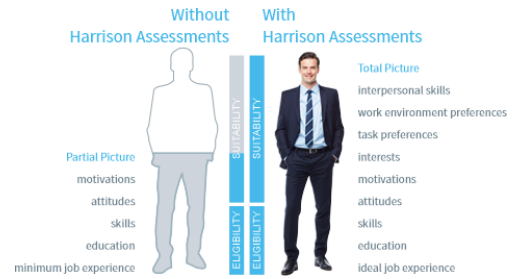 Without
Harrison Assessments
With
Harrison Assessments
SUITABILITY
SUITABILITY
ELIGIBILITY
ELIGIBILITY
Partial Picture
motivations
attitudes
skills
education
minimum job experience
Total Picture
interpersonal skills
work environment preferences
task preferences
interests
motivations
attitudes
skills
education
ideal job experience